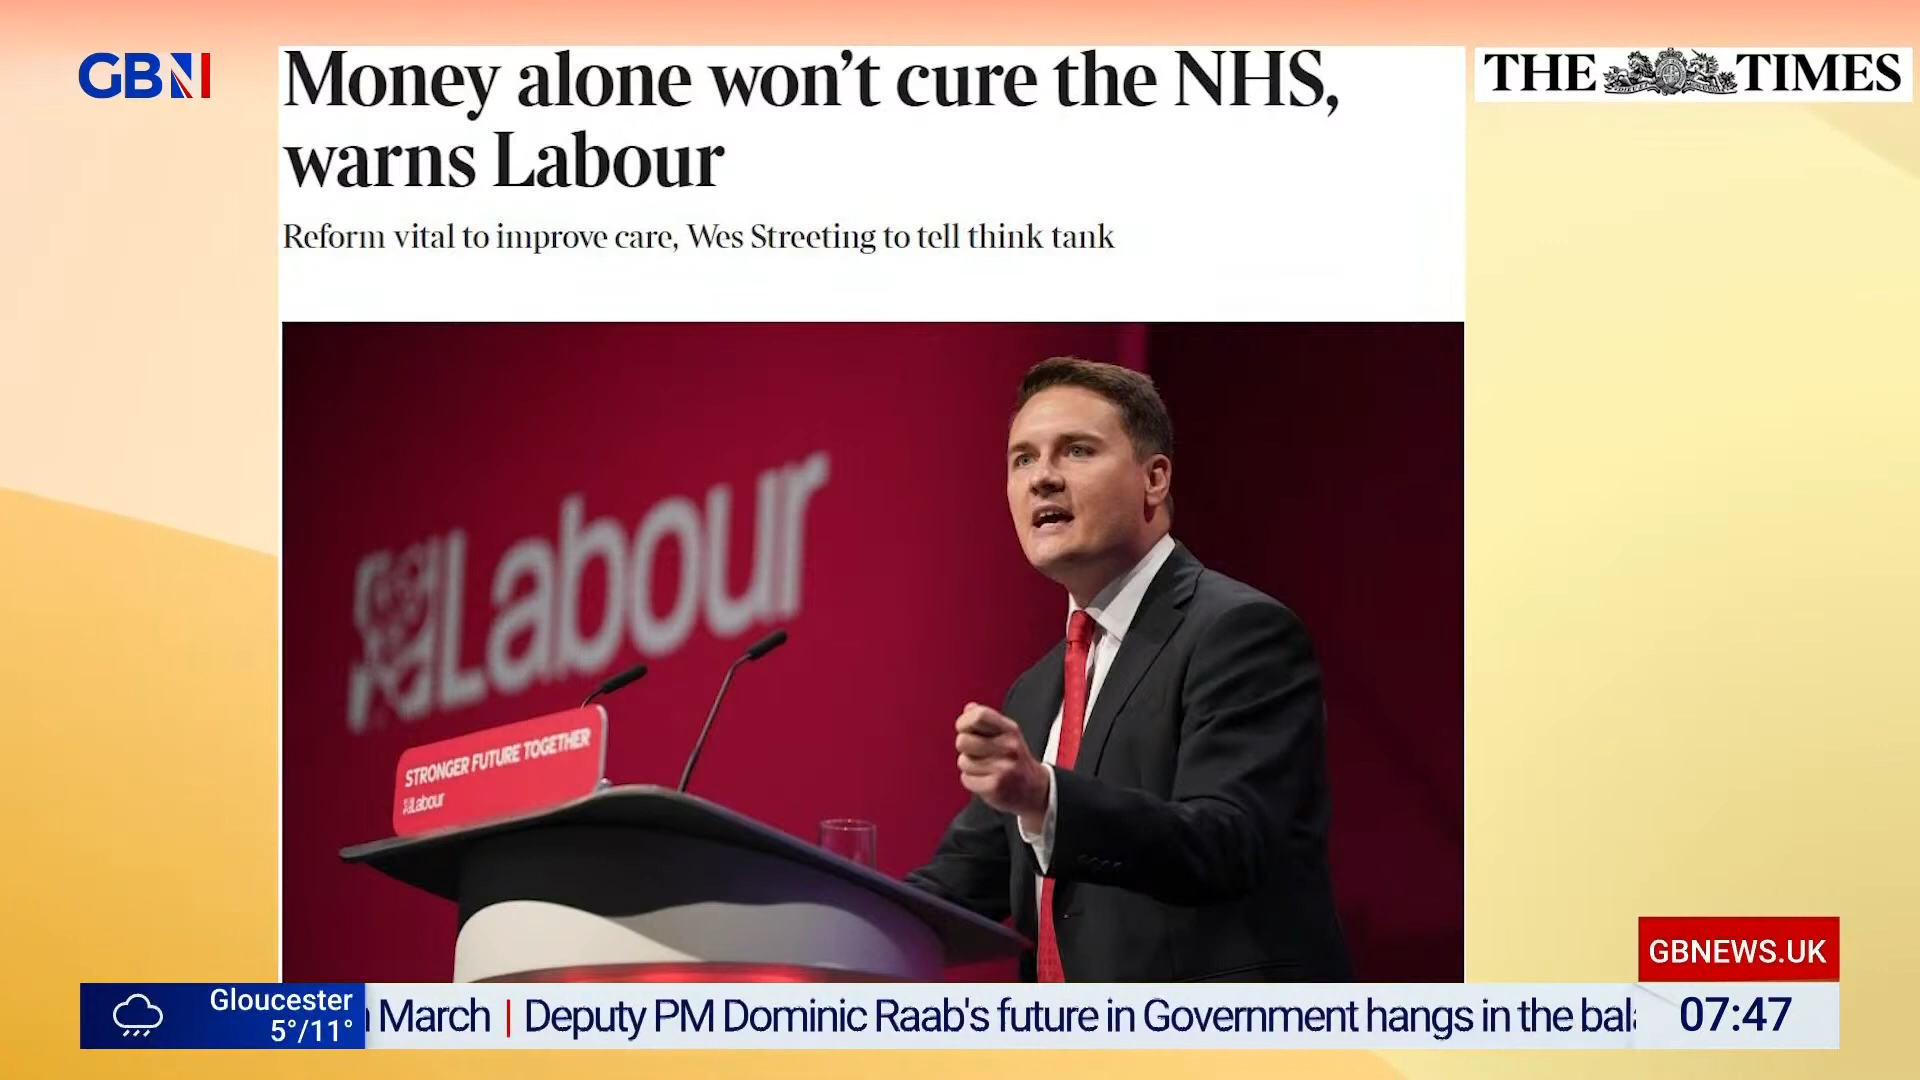 GBN
Money alone won't cure the NHS,
warns Labour
THE TIMES
Reform vital to improve care, Wes Streeting to tell think tank
Labour
STRONGER FUTURE TOGETHER
Labour
GBNEWS.UK
Gloucester
5°/11°
March | Deputy PM Dominic Raab's future in Government hangs in the
07:47